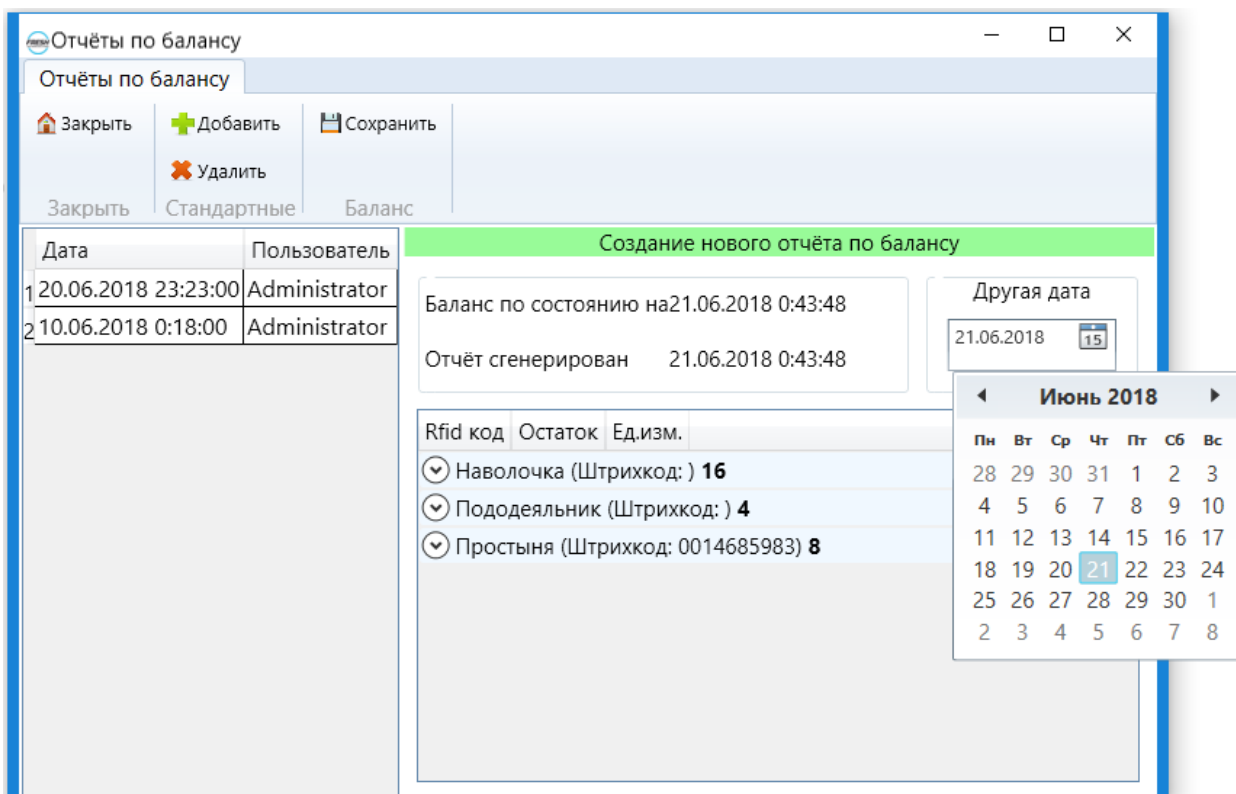 FRESH Отчёты по балансу
Отчёты по балансу
Закрыть Добавить Сохранить
Удалить
Закрыть Стандартные Баланс
Дата Пользователь
1 20.06.2018 23:23:00 Administrator
2 10.06.2018 0:18:00 Administrator
Создание нового отчёта по балансу
Баланс по состоянию на21.06.2018 0:43:48
Отчёт сгенерирован 21.06.2018 0:43:48
Другая дата
21.06.2018 15
Июнь 2018
Пн Вт Ср Чт Пт Сб Вс
28 29 30 31 1 2 3
4 5 6 7 8 9 10
11 12 13 14 15 16 17
18 19 20 21 22 23 24
25 26 27 28 29 30 1
2 3 4 5 6 7 8
Rfid код Остаток Ед.изм.
Наволочка (Штрихкод: ) 16
Пододеяльник (Штрихкод: ) 4
Простыня (Штрихкод: 0014685983) 8